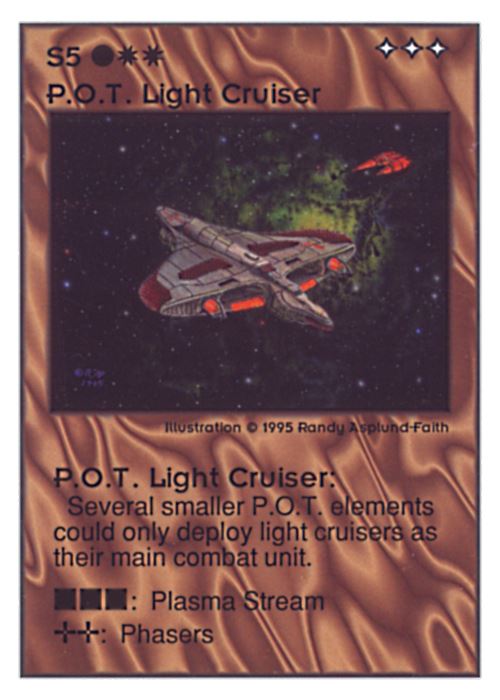 S5
P.O.T. Light Cruiser
1995
Illustration © 1995 Randy Asplund-Faith
P.O.T. Light Cruiser:
Several smaller P.O.T. elements
could only deploy light cruisers as
their main combat unit.
: Plasma Stream
: Phasers